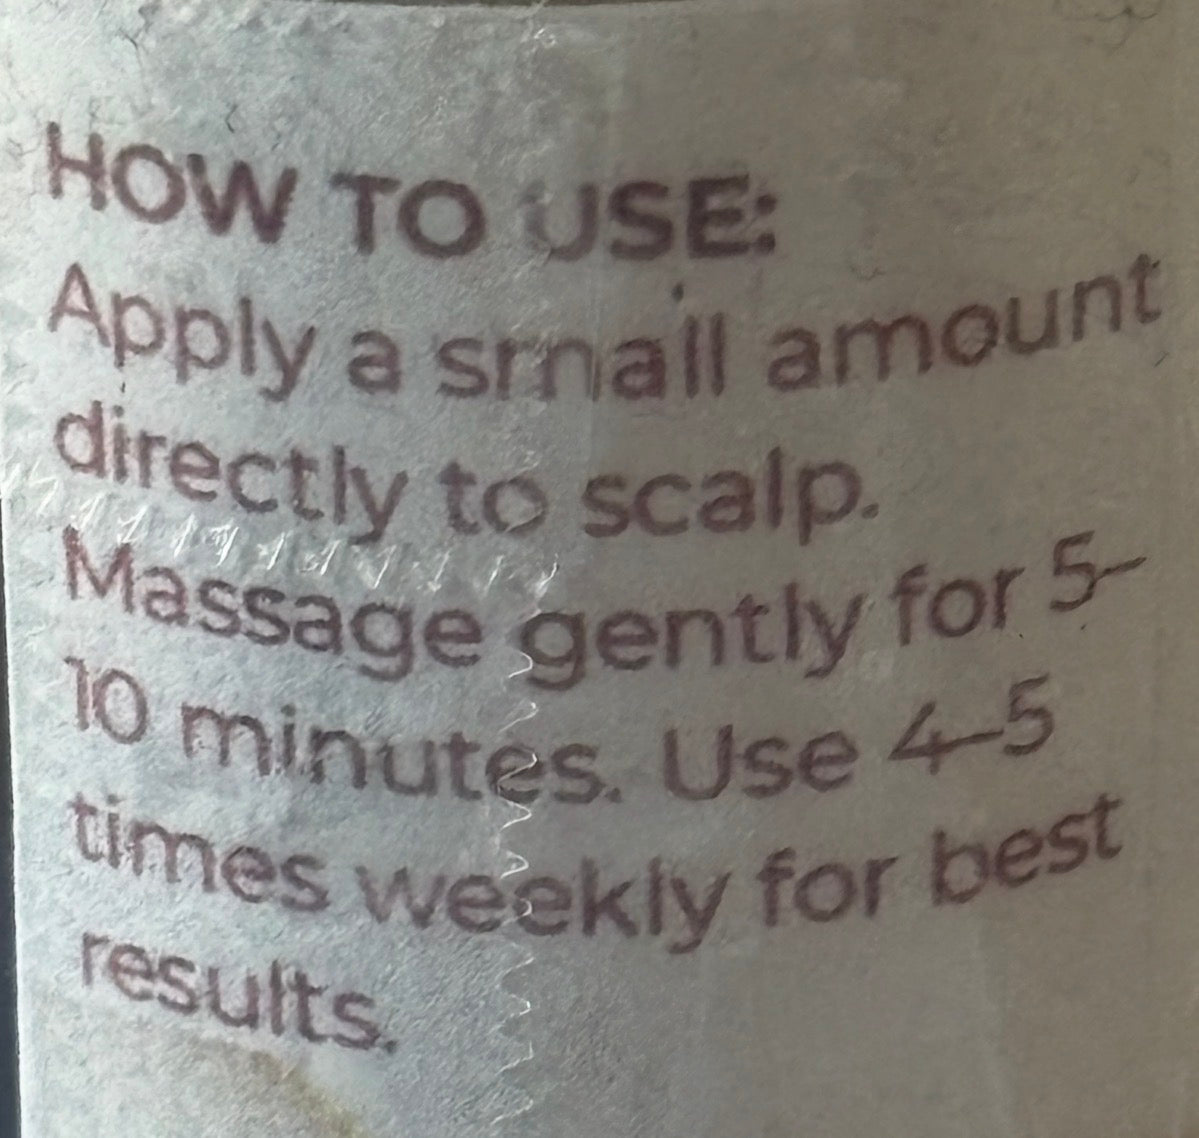 HOW TO USE:
Apply a small amount
directly to scalp.
Massage gently for 5-
10 minutes. Use 4-5
times weekly for best
results.